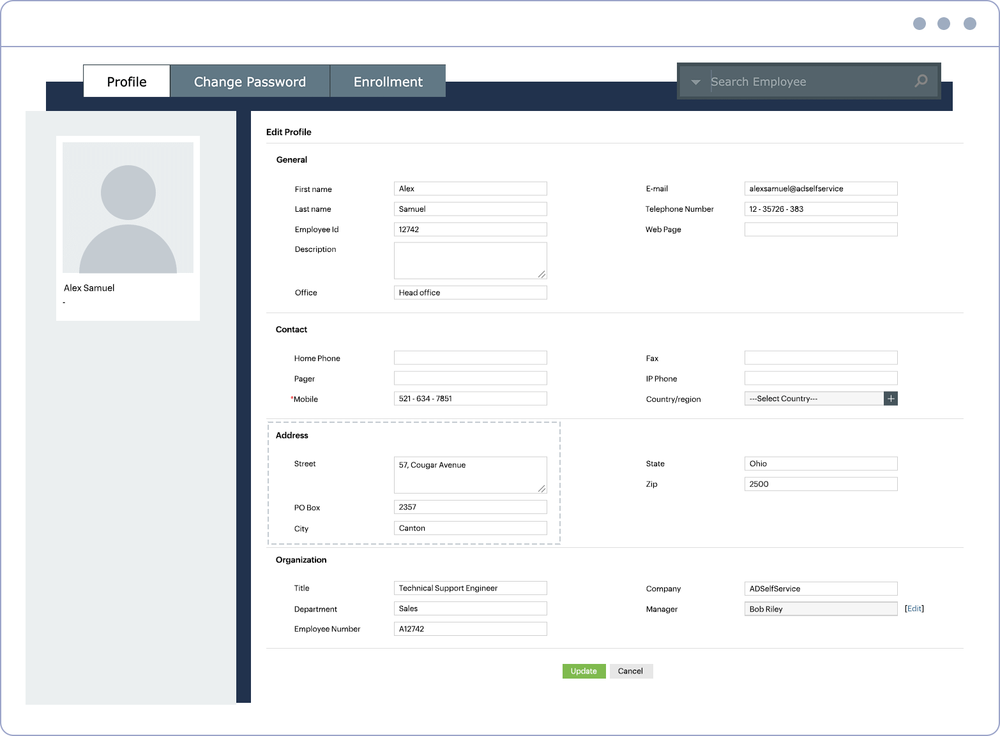 Profile Change Password Enrollment Search Employee
Alex Samuel
-
Edit Profile
General
First name Alex E-mail alexsamuel@adselfservice
Last name Samuel Telephone Number 12 - 35726 - 383
Employee Id 12742 Web Page
Description
Office Head office
Contact
Home Phone Fax
Pager IP Phone
*Mobile 521 - 634 - 7851 Country/region ---Select Country--- +
Address
Street 57, Cougar Avenue State Ohio
Zip 2500
PO Box 2357
City Canton
Organization
Title Technical Support Engineer Company ADSelfService
Department Sales Manager Bob Riley [Edit]
Employee Number A12742
Update Cancel